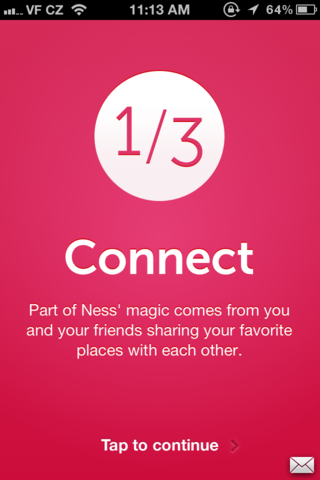 VF CZ 11:13 AM 64%
1/3
Connect
Part of Ness' magic comes from you
and your friends sharing your favorite
places with each other.
Tap to continue